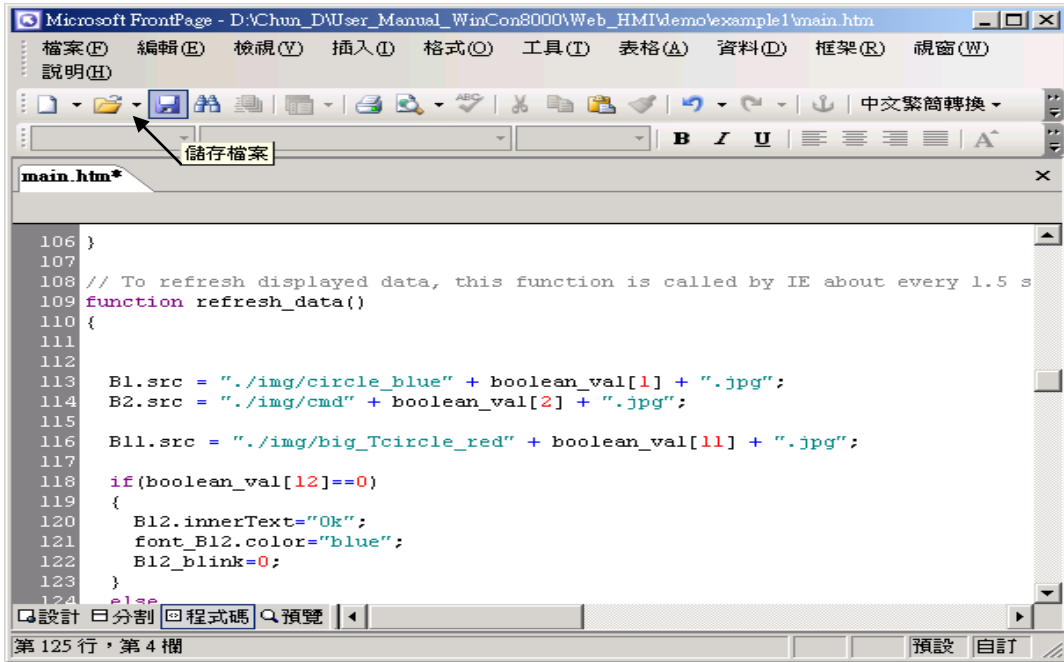 Microsoft FrontPage - D:\Chun_D\User_Manual_WinCon8000\Web_HMI\demo\example1\main.htm
檔案(F) 編輯(E) 檢視(V) 插入(I) 格式(O) 工具(T) 表格(A) 資料(D) 框架(R) 視窗(W)
說明(H)
中文繁簡轉換
B I U A
儲存檔案
main.htm*
106 }
107
108 // To refresh displayed data, this function is called by IE about every 1.5 s
109 function refresh_data()
110 {
111
112
113 B1.src = "./img/circle_blue" + boolean_val[1] + ".jpg";
114 B2.src = "./img/cmd" + boolean_val[2] + ".jpg";
115
116 B11.src = "./img/big_Tcircle_red" + boolean_val[11] + ".jpg";
117
118 if(boolean_val[12]==0)
119 {
120 B12.innerText="Ok";
121 font_B12.color="blue";
122 B12_blink=0;
123 }
124 else
設計 分割 程式碼 預覽
第 125 行，第 4 欄 預設 自訂